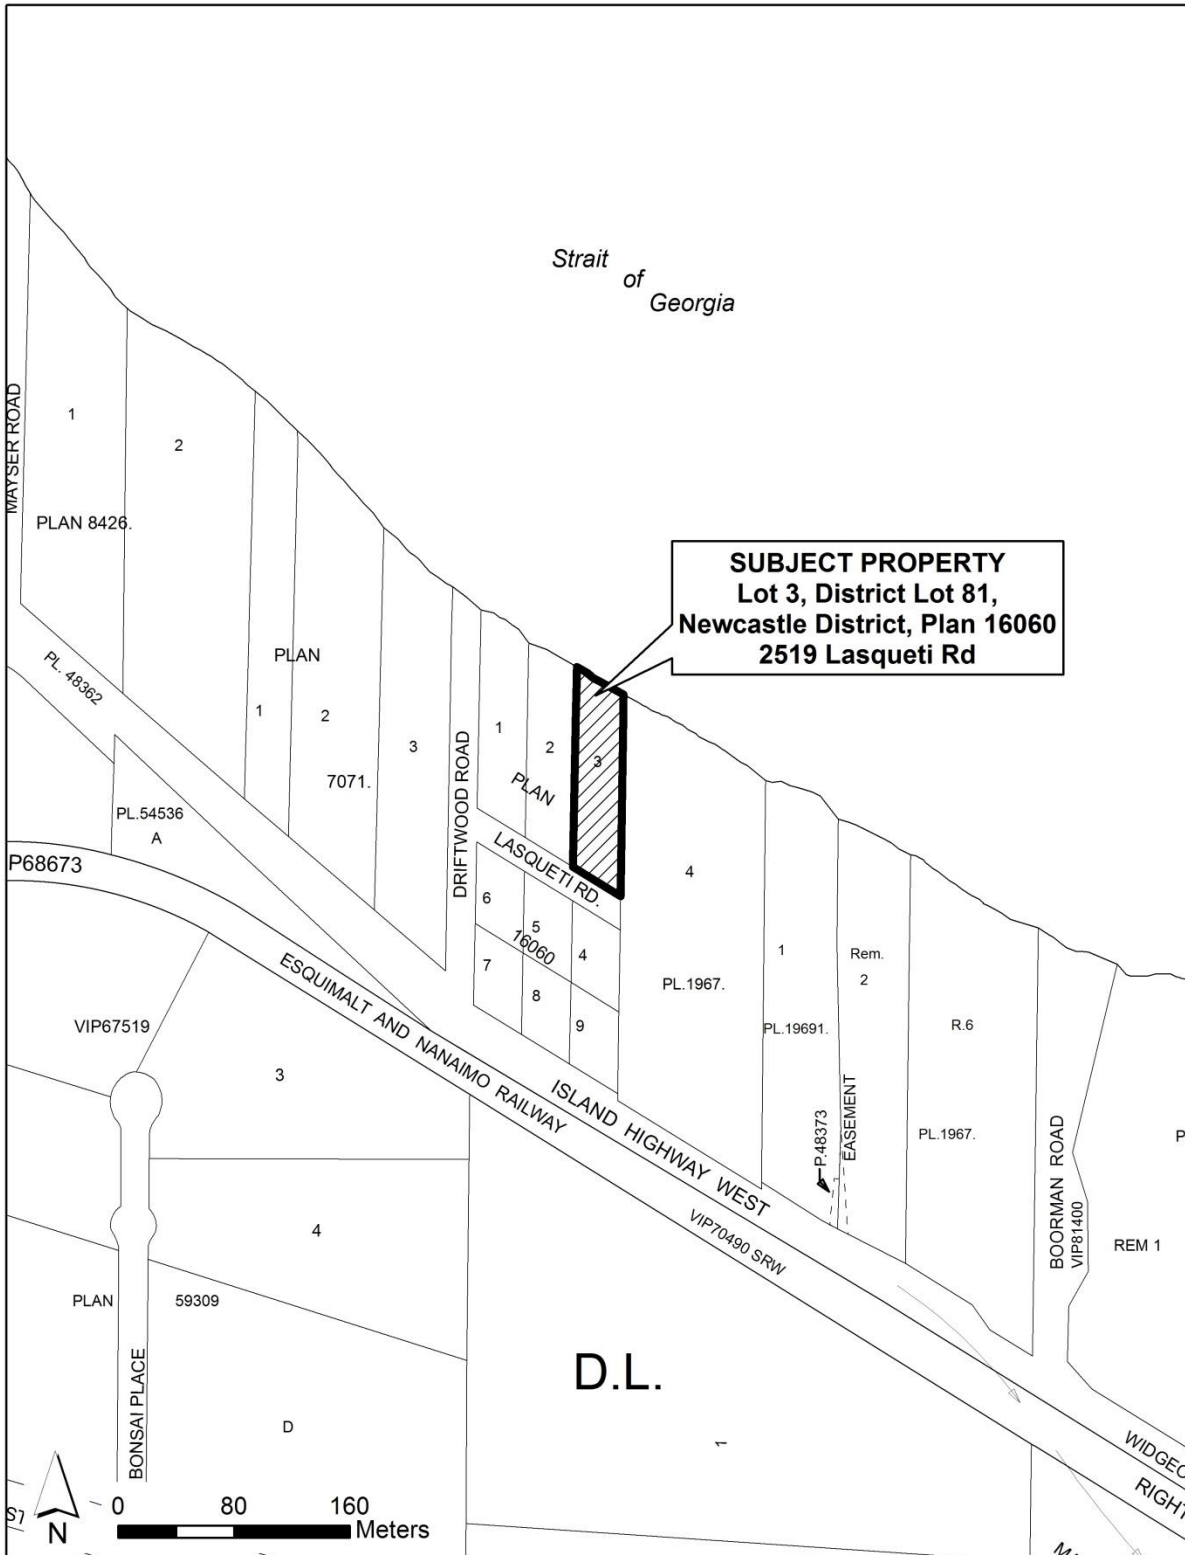 Strait
of
Georgia
MAYSER ROAD
1
2
PLAN 8426.
SUBJECT PROPERTY
Lot 3, District Lot 81,
Newcastle District, Plan 16060
2519 Lasqueti Rd
PL. 48362
PLAN
1
2
3
7071.
DRIFTWOOD ROAD
1
2
3
PLAN
LASQUETI RD.
PL.54536
A
P68673
4
6
5
4
16060
7
8
9
PL.1967.
1
PL.19691.
Rem.
2
R.6
PL.1967.
P.48373
EASEMENT
BOORMAN ROAD
VIP81400
P
REM 1
ESQUIMALT AND NANAIMO RAILWAY
ISLAND HIGHWAY WEST
VIP70490 SRW
VIP67519
3
4
PLAN 59309
BONSAI PLACE
D
D.L.
1
RIGHT
N
0 80 160
Meters